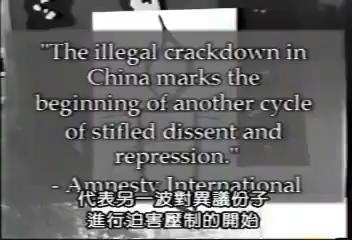 "The illegal crackdown in
China marks the
beginning of another cycle
of stifled dissent and
repression."
- Amnesty International
代表另一波對異議份子
進行迫害壓制的開始